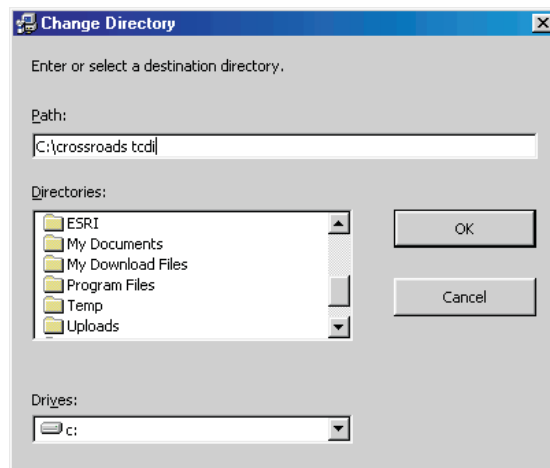 Change Directory
Enter or select a destination directory.
Path:
C:\crossroads tcdi
Directories:
ESRI
My Documents
My Download Files
Program Files
Temp
Uploads
OK
Cancel
Drives:
c: